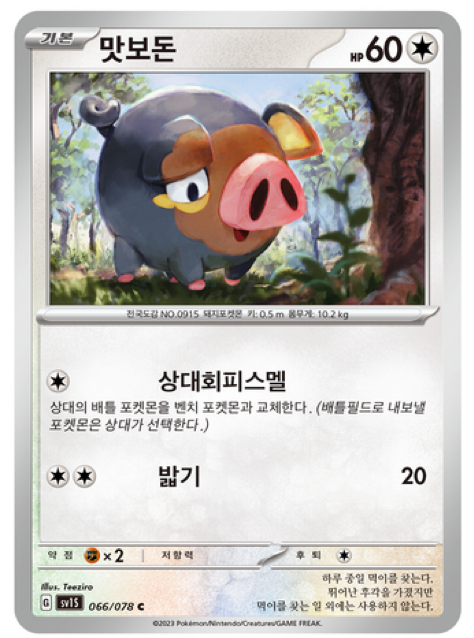 기본 맛보돈 HP 60
전국도감 NO.0915 돼지포켓몬 키: 0.5 m 몸무게: 10.2 kg
상대회피스멜
상대의 배틀 포켓몬을 벤치 포켓몬과 교체한다. (배틀필드로 내보낼
포켓몬은 상대가 선택한다.)
밟기 20
약점 ×2 저항력 후퇴
Illus. Teeziro
하루 종일 먹이를 찾는다.
뛰어난 후각을 가졌지만
먹이를 찾는 일 외에는 사용하지 않는다.
G sv1S 066/078 C
©2023 Pokémon/Nintendo/Creatures/GAME FREAK.